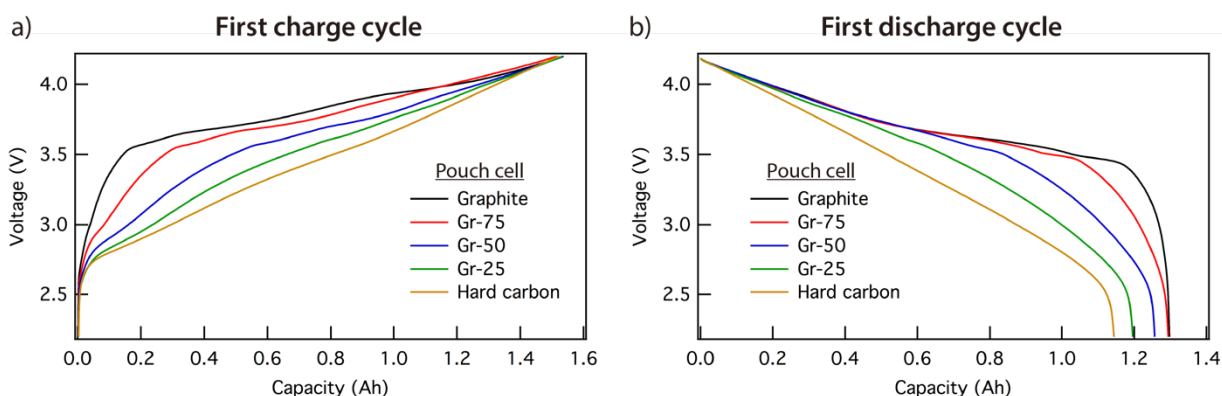 a)
First charge cycle
4.0
3.5
3.0
2.5
Voltage (V)
0.0 0.2 0.4 0.6 0.8 1.0 1.2 1.4 1.6
Capacity (Ah)
Pouch cell
Graphite
Gr-75
Gr-50
Gr-25
Hard carbon
b)
First discharge cycle
4.0
3.5
3.0
2.5
Voltage (V)
0.0 0.2 0.4 0.6 0.8 1.0 1.2 1.4
Capacity (Ah)
Pouch cell
Graphite
Gr-75
Gr-50
Gr-25
Hard carbon